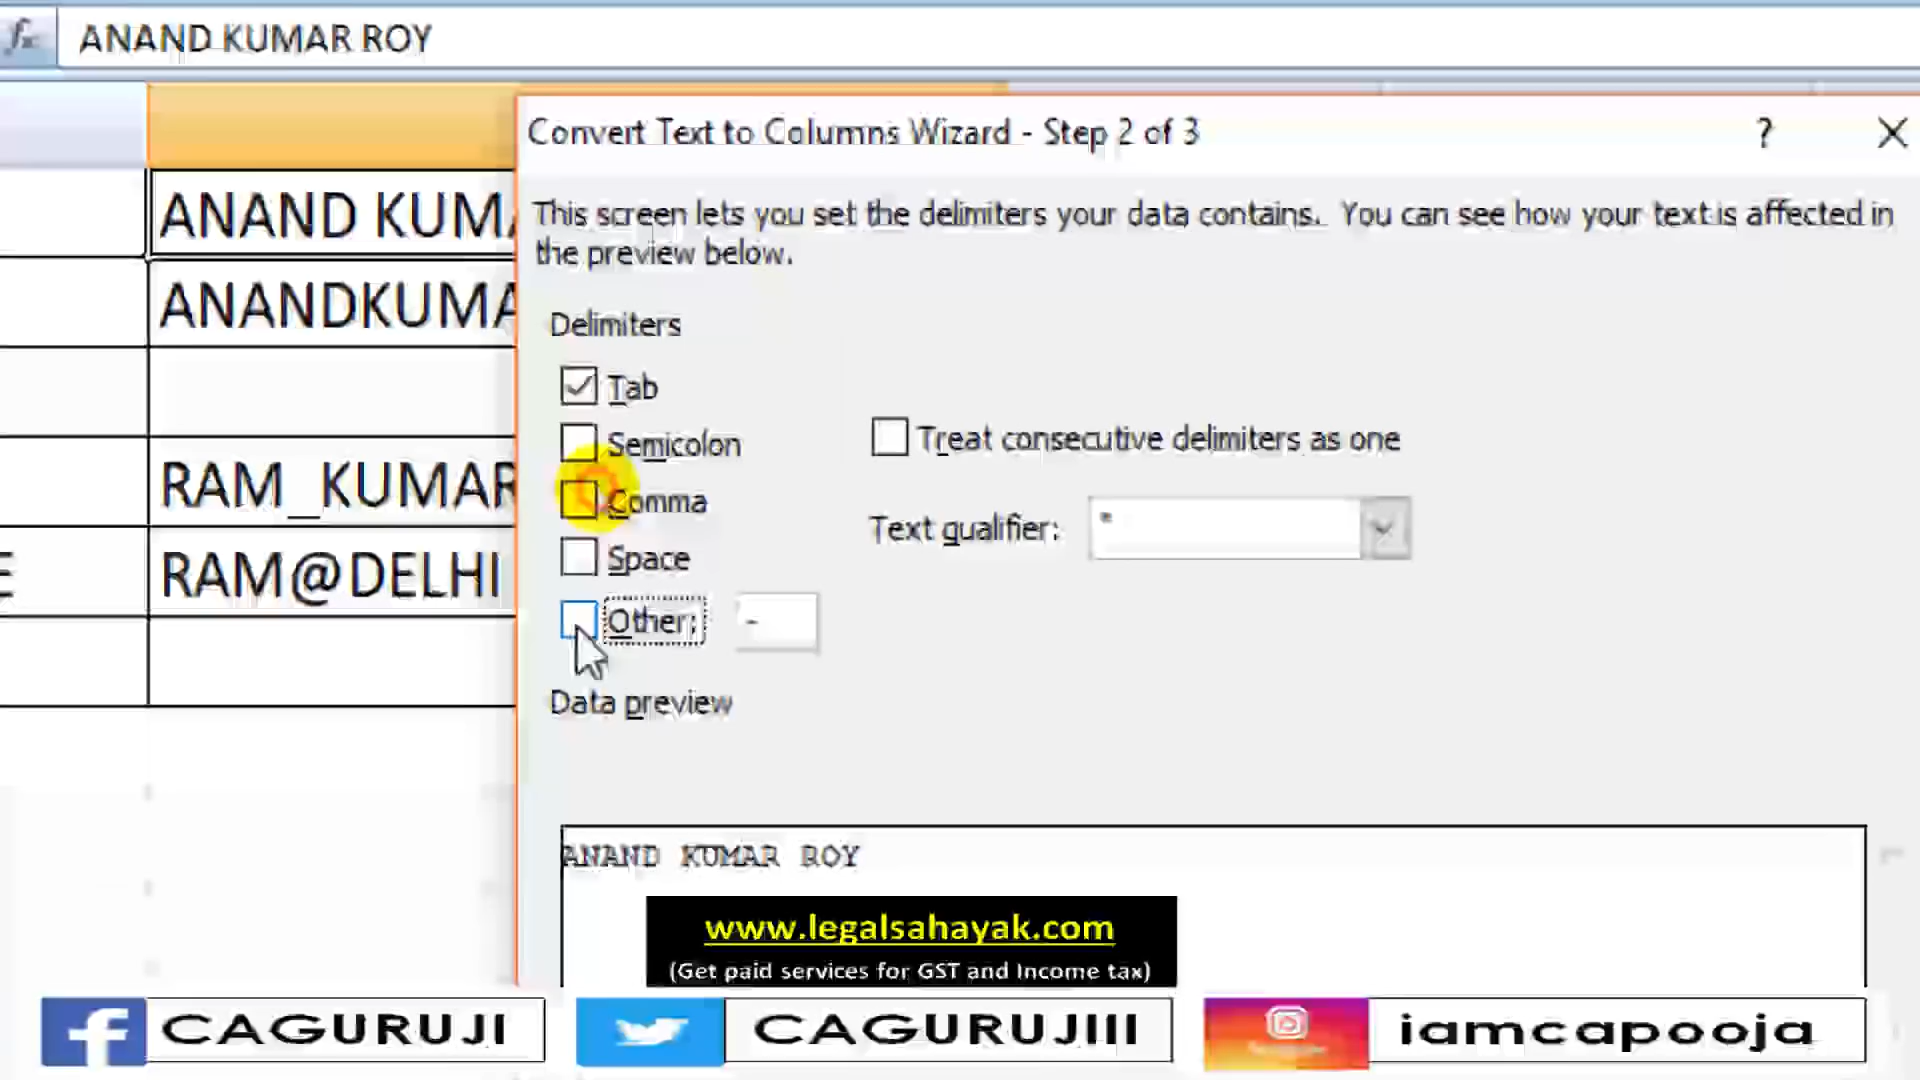 fx ANAND KUMAR ROY
Convert Text to Columns Wizard - Step 2 of 3 ?
ANAND KUMA
This screen lets you set the delimiters your data contains. You can see how your text is affected in
the preview below.
ANANDKUMA
Delimiters
Tab
Semicolon
Treat consecutive delimiters as one
RAM_KUMAR
Comma
Text qualifier: "
Space
E RAM@DELHI
Other: -
Data preview
ANAND KUMAR ROY
www.legalsahayak.com
(Get paid services for GST and Income tax)
f CAGURUJI CAGURUJIII iamcapooja